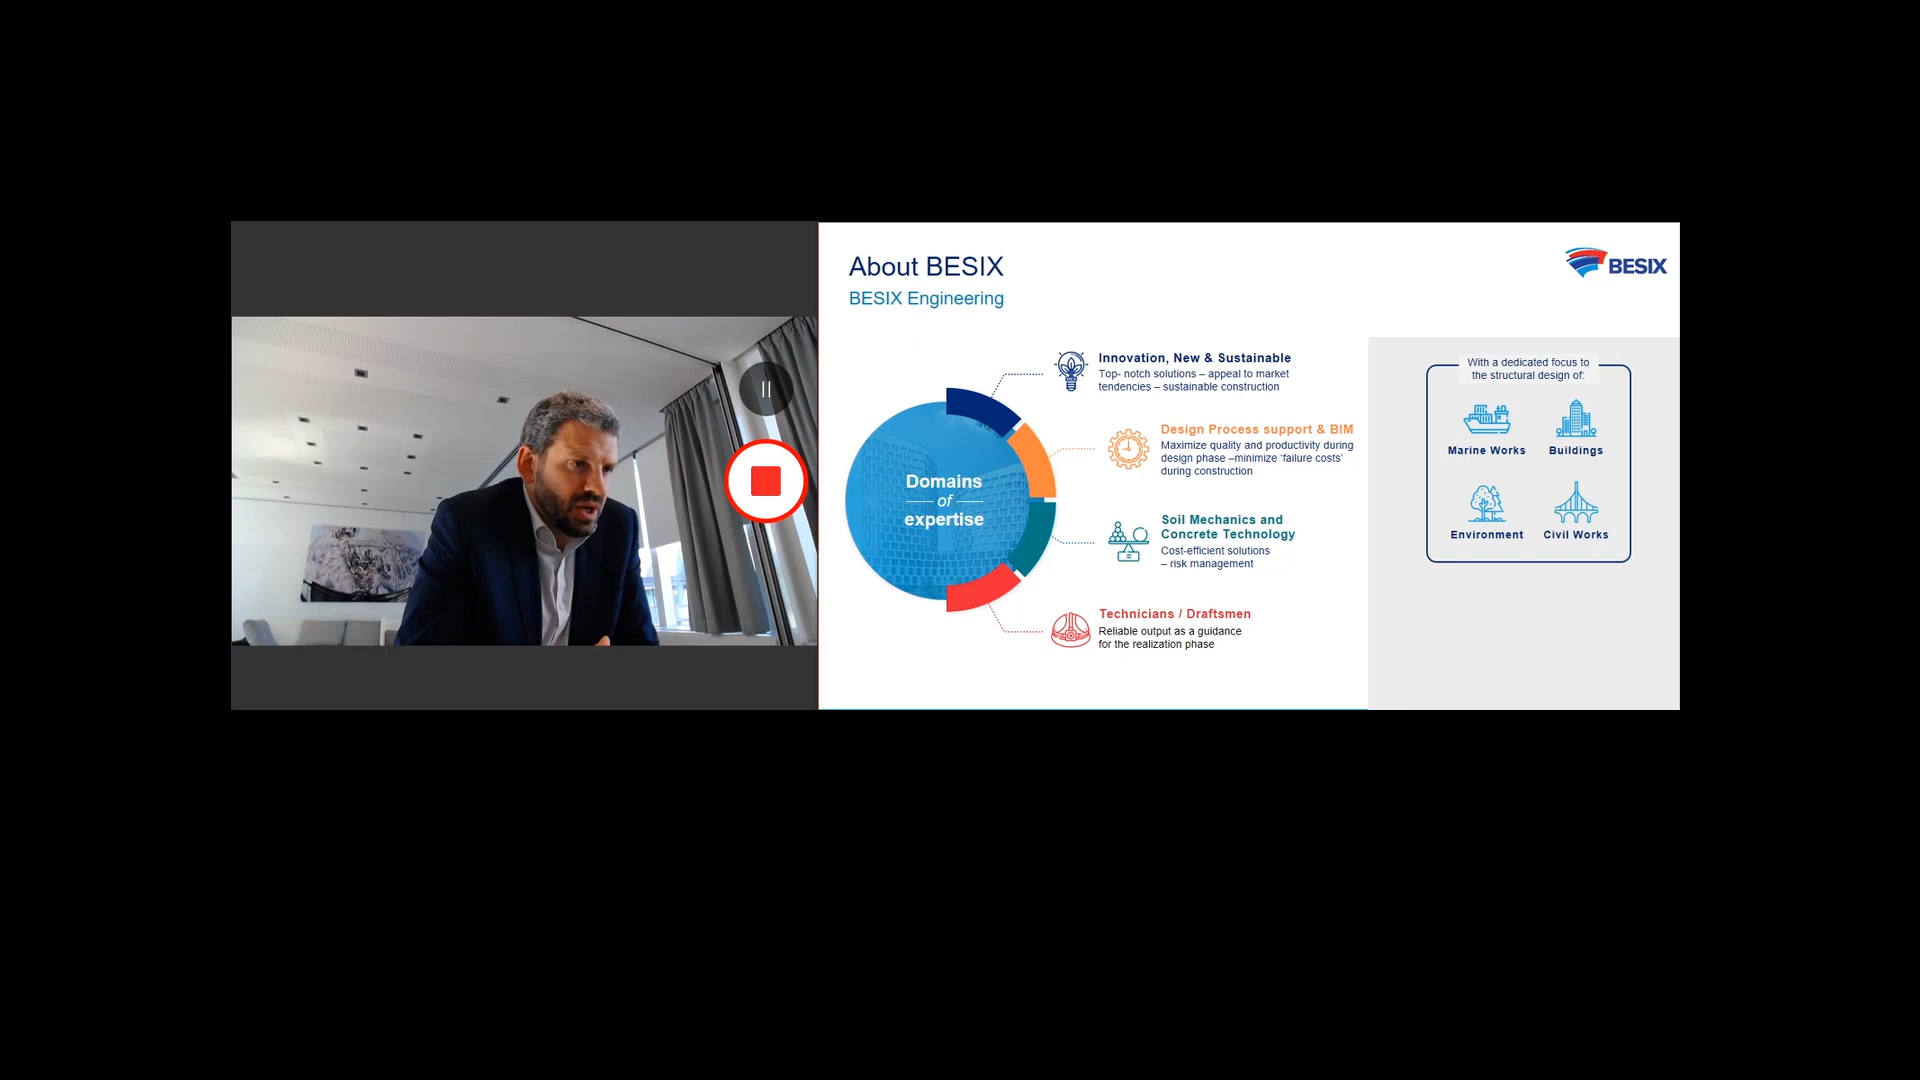 About BESIX
BESIX Engineering
BESIX
Domains
of
expertise
Innovation, New & Sustainable
Top- notch solutions – appeal to market
tendencies – sustainable construction
Design Process support & BIM
Maximize quality and productivity during
design phase –minimize ‘failure costs’
during construction
Soil Mechanics and
Concrete Technology
Cost-efficient solutions
– risk management
Technicians / Draftsmen
Reliable output as a guidance
for the realization phase
With a dedicated focus to
the structural design of:
Marine Works
Buildings
Environment
Civil Works